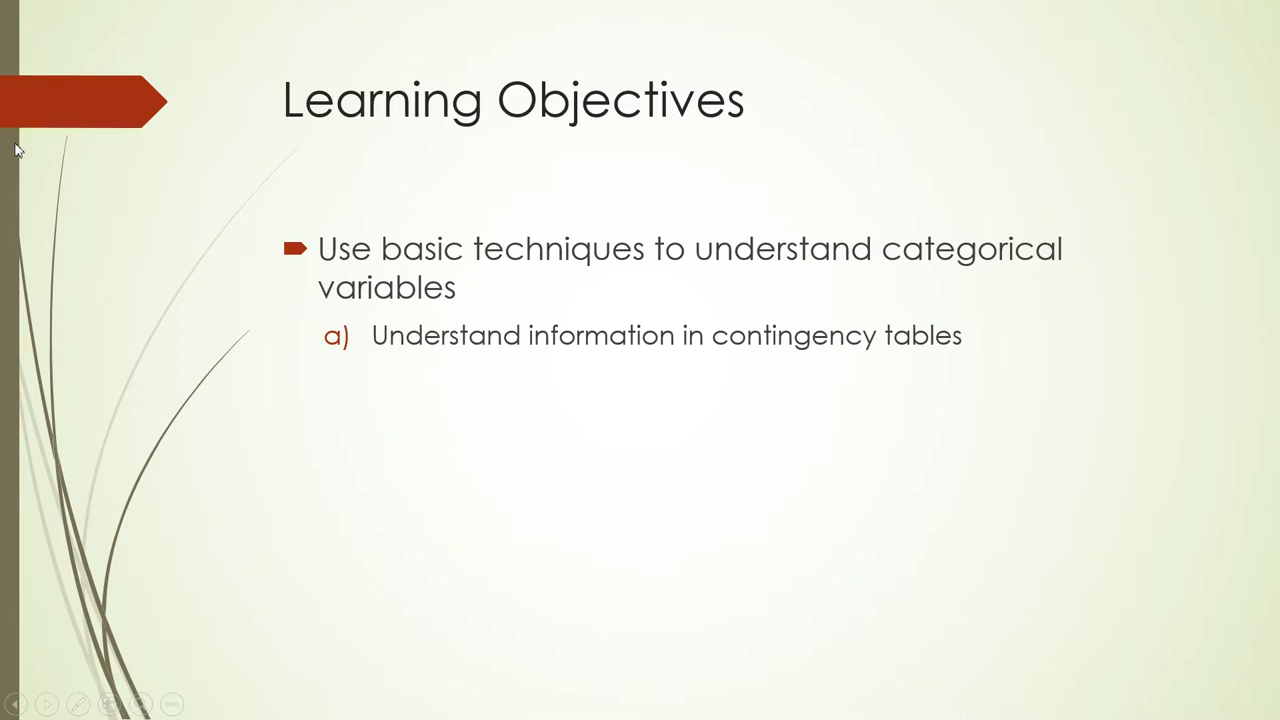 Learning Objectives
Use basic techniques to understand categorical
variables
a) Understand information in contingency tables